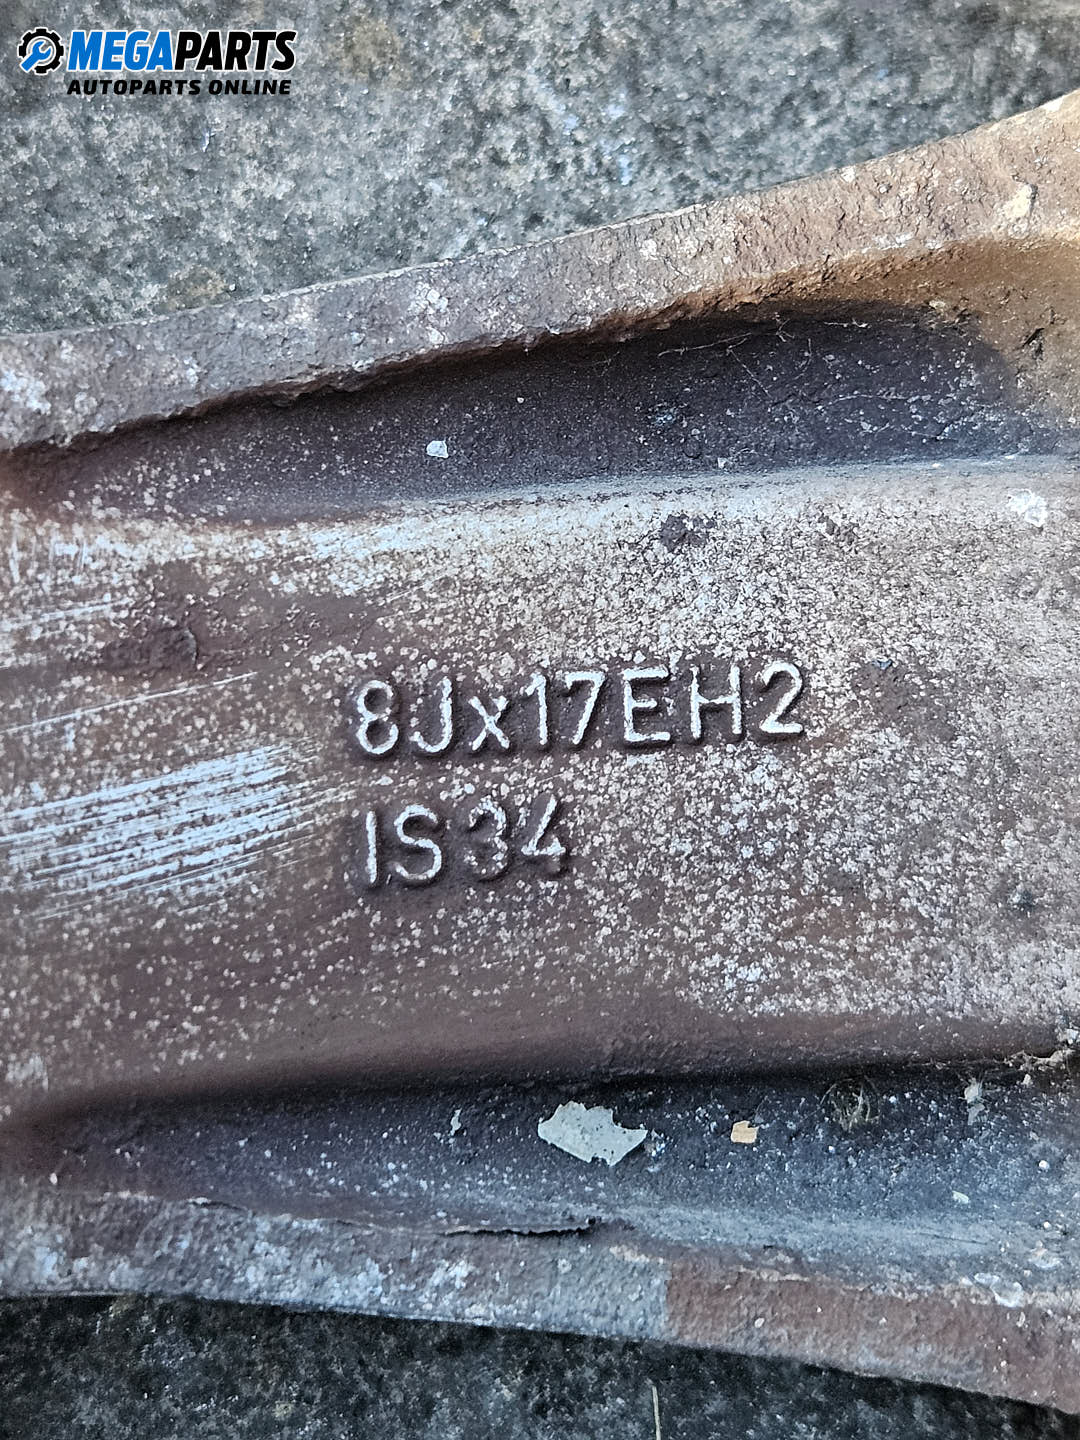 MEGAPARTS
AUTOPARTS ONLINE
8Jx17EH2
IS34